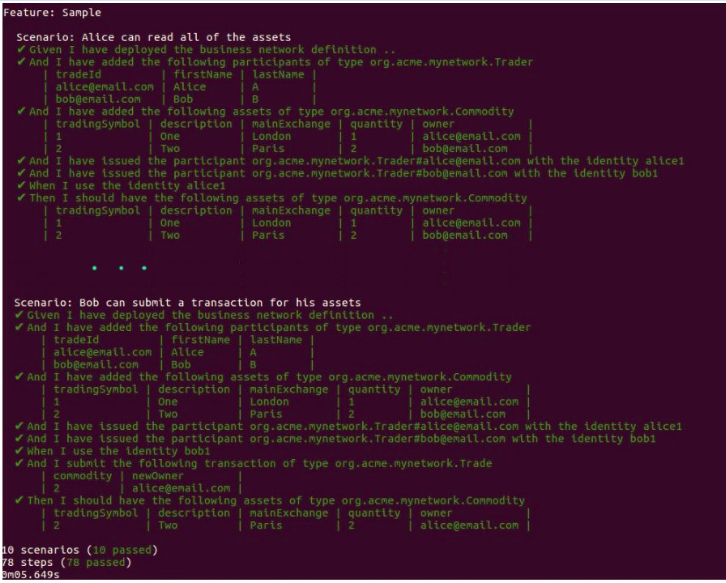 Feature: Sample
Scenario: Alice can read all of the assets
✔ Given I have deployed the business network definition ..
✔ And I have added the following participants of type org.acme.mynetwork.Trader
| tradeId | firstName | lastName |
| alice@email.com | Alice | A |
| bob@email.com | Bob | B |
✔ And I have added the following assets of type org.acme.mynetwork.Commodity
| tradingSymbol | description | mainExchange | quantity | owner |
| 1 | One | London | 1 | alice@email.com |
| 2 | Two | Paris | 2 | bob@email.com |
✔ And I have issued the participant org.acme.mynetwork.Trader#alice@email.com with the identity alice1
✔ And I have issued the participant org.acme.mynetwork.Trader#bob@email.com with the identity bob1
✔ When I use the identity alice1
✔ Then I should have the following assets of type org.acme.mynetwork.Commodity
| tradingSymbol | description | mainExchange | quantity | owner |
| 1 | One | London | 1 | alice@email.com |
| 2 | Two | Paris | 2 | bob@email.com |
. . .
Scenario: Bob can submit a transaction for his assets
✔ Given I have deployed the business network definition ..
✔ And I have added the following participants of type org.acme.mynetwork.Trader
| tradeId | firstName | lastName |
| alice@email.com | Alice | A |
| bob@email.com | Bob | B |
✔ And I have added the following assets of type org.acme.mynetwork.Commodity
| tradingSymbol | description | mainExchange | quantity | owner |
| 1 | One | London | 1 | alice@email.com |
| 2 | Two | Paris | 2 | bob@email.com |
✔ And I have issued the participant org.acme.mynetwork.Trader#alice@email.com with the identity alice1
✔ And I have issued the participant org.acme.mynetwork.Trader#bob@email.com with the identity bob1
✔ When I use the identity bob1
✔ And I submit the following transaction of type org.acme.mynetwork.Trade
| commodity | newOwner |
| 2 | alice@email.com |
✔ Then I should have the following assets of type org.acme.mynetwork.Commodity
| tradingSymbol | description | mainExchange | quantity | owner |
| 2 | Two | Paris | 2 | alice@email.com |
10 scenarios (10 passed)
78 steps (78 passed)
0m05.649s